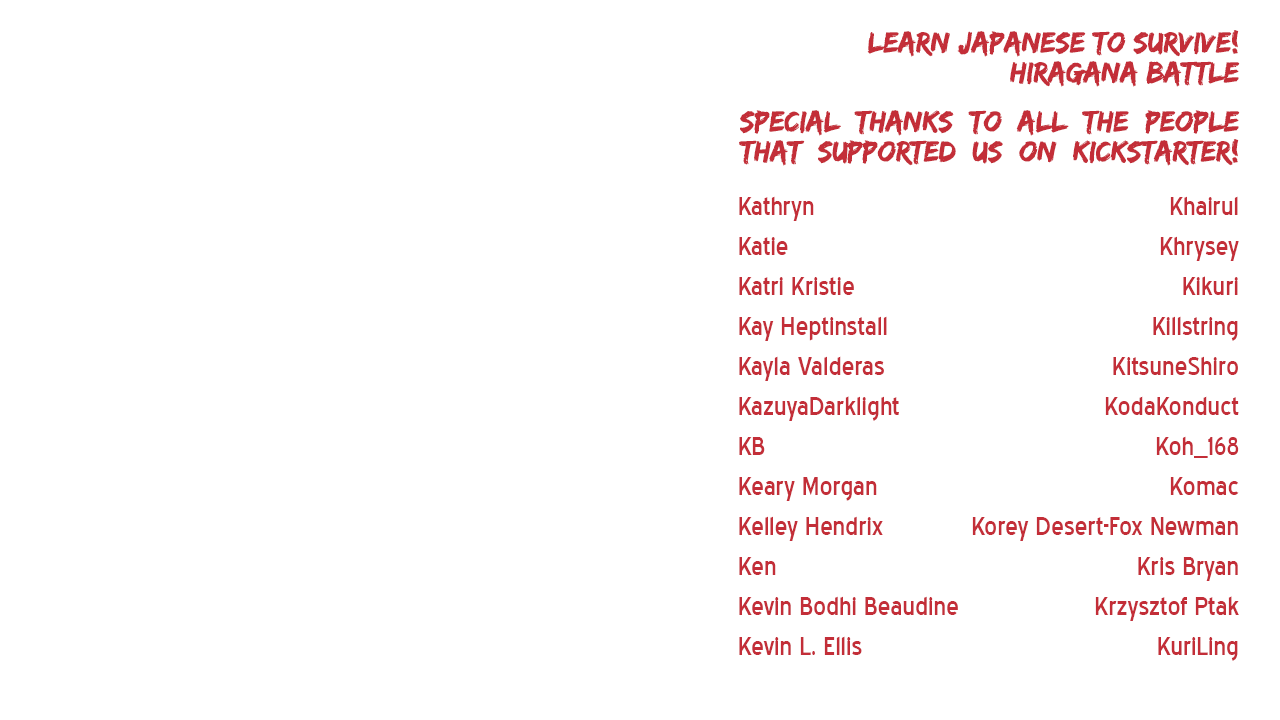 LEARN JAPANESE TO SURVIVE!
HIRAGANA BATTLE
SPECIAL THANKS TO ALL THE PEOPLE
THAT SUPPORTED US ON KICKSTARTER!
Kathryn Khairul
Katie Khrysey
Katri Kristie Kikuri
Kay Heptinstall Killstring
Kayla Valderas KitsuneShiro
KazuyaDarklight KodaKonduct
KB Koh_168
Keary Morgan Komac
Kelley Hendrix Korey Desert-Fox Newman
Ken Kris Bryan
Kevin Bodhi Beaudine Krzysztof Ptak
Kevin L. Ellis KuriLing